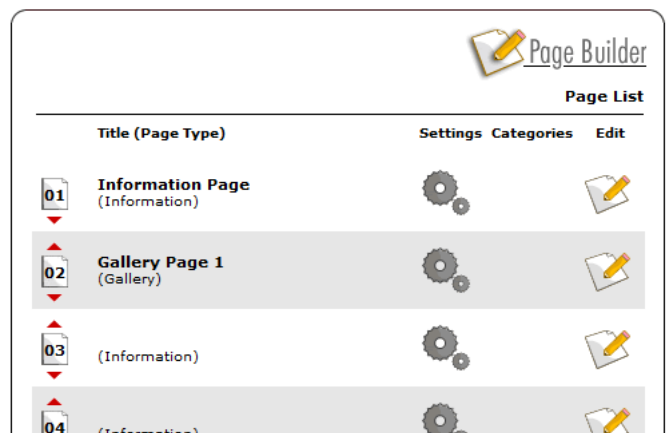 Page Builder
Page List
Title (Page Type) Settings Categories Edit
01 Information Page
(Information)
02 Gallery Page 1
(Gallery)
03 (Information)
04 (Information)